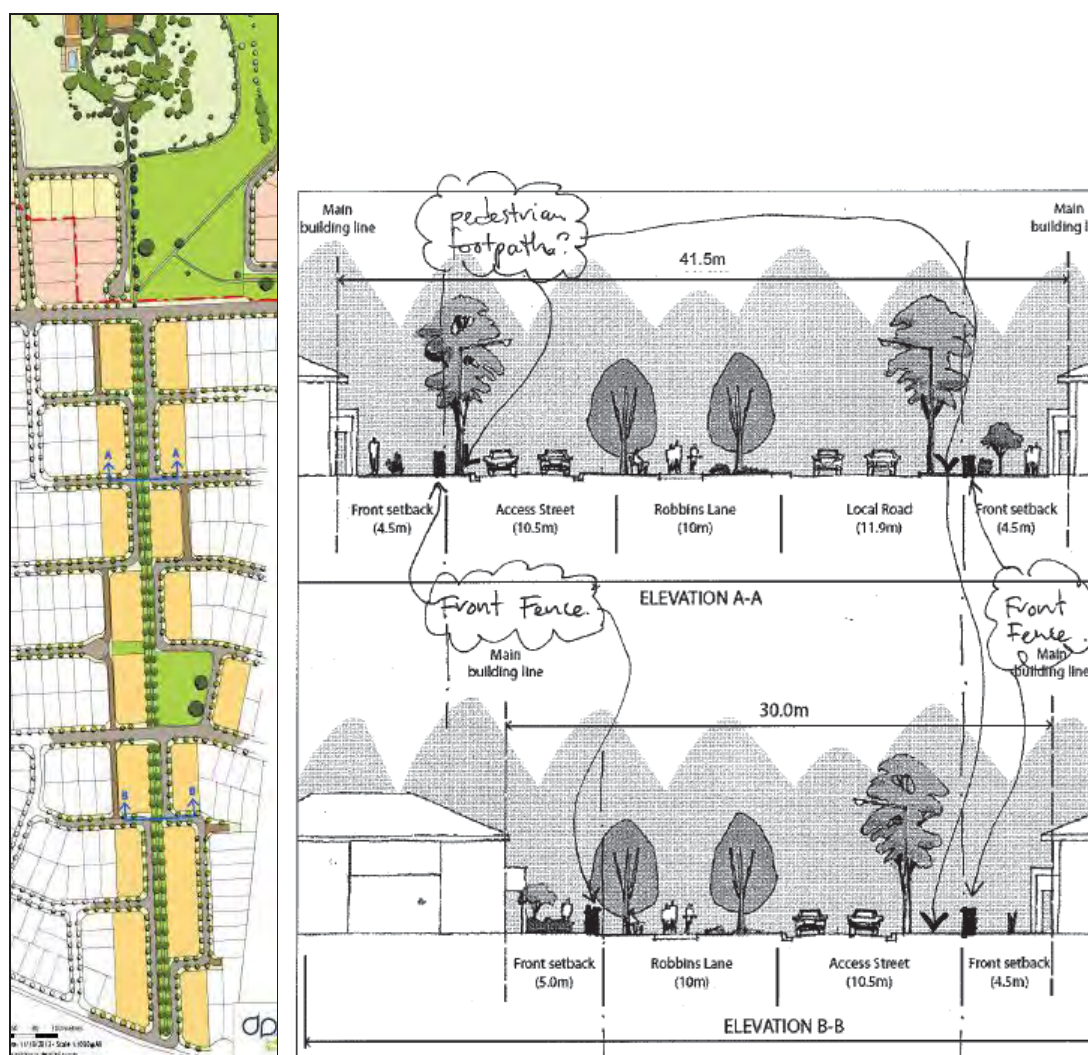 A
A
B
B
dp
pedestrian
footpaths?
Main
building line
Main
41.5m
Front setback
(4.5m)
Access Street
(10.5m)
Robbins Lane
(10m)
Local Road
(11.9m)
Front setback
(4.5m)
ELEVATION A-A
Front Fence.
Front
Fence.
Main
building line
Main
building line
30.0m
Front setback
(5.0m)
Robbins Lane
(10m)
Access Street
(10.5m)
Front setback
(4.5m)
ELEVATION B-B